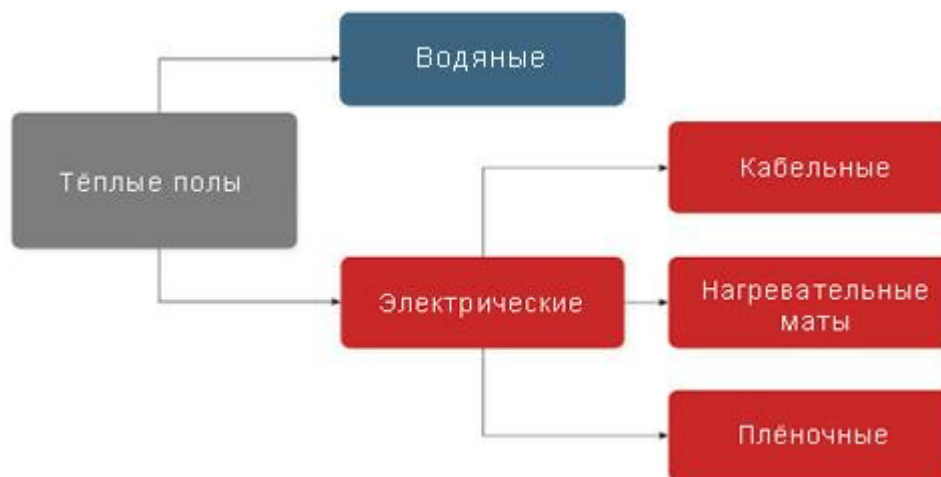 Водяные
Тёплые полы
Кабельные
Электрические
Нагревательные
маты
Плёночные